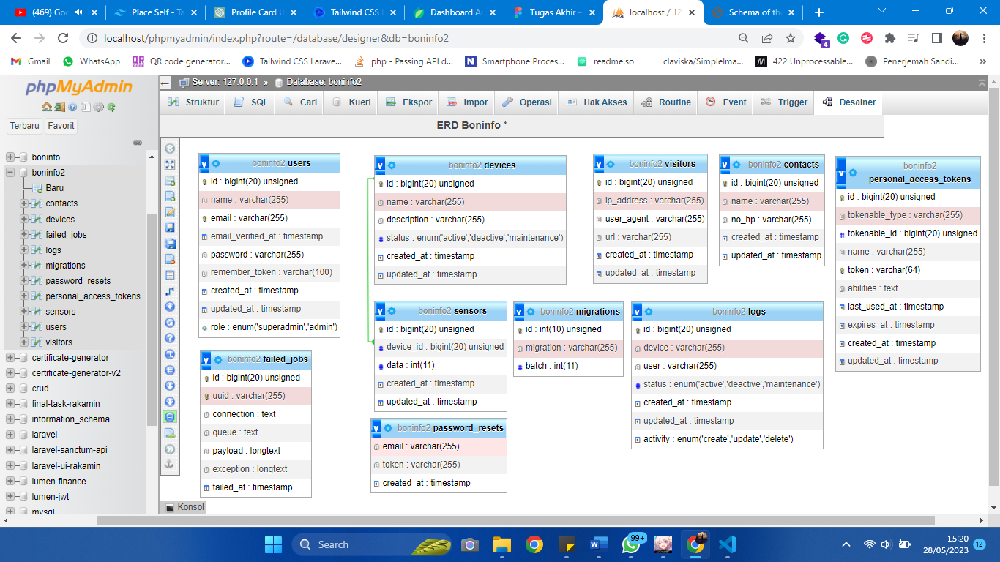 (469) Goc
Place Self - Ta
Profile Card U
Tailwind CSS
Dashboard A
Tugas Akhir –
localhost / 12
Schema of the
localhost/phpmyadmin/index.php?route=/database/designer&db=boninfo2
4
Gmail
WhatsApp
QR code generator...
Tailwind CSS Larave...
php - Passing API d...
Smartphone Proces...
readme.so
claviska/SimpleIma...
422 Unprocessable...
Penerjemah Sandi...
phpMyAdmin
Terbaru
Favorit
boninfo
boninfo2
Baru
contacts
devices
failed_jobs
logs
migrations
password_resets
personal_access_tokens
sensors
users
visitors
certificate-generator
certificate-generator-v2
crud
final-task-rakamin
information_schema
laravel
laravel-sanctum-api
laravel-ui-rakamin
lumen-finance
lumen-jwt
mysql
Server: 127.0.0.1 » Database: boninfo2
Struktur
SQL
Cari
Kueri
Ekspor
Impor
Operasi
Hak Akses
Routine
Event
Trigger
Desainer
ERD Boninfo *
boninfo2 users
id : bigint(20) unsigned
name : varchar(255)
email : varchar(255)
email_verified_at : timestamp
password : varchar(255)
remember_token : varchar(100)
created_at : timestamp
updated_at : timestamp
role : enum('superadmin','admin')
boninfo2 failed_jobs
id : bigint(20) unsigned
uuid : varchar(255)
connection : text
queue : text
payload : longtext
exception : longtext
failed_at : timestamp
boninfo2 devices
id : bigint(20) unsigned
name : varchar(255)
description : varchar(255)
status : enum('active','deactive','maintenance')
created_at : timestamp
updated_at : timestamp
boninfo2 sensors
id : bigint(20) unsigned
device_id : bigint(20) unsigned
data : int(11)
created_at : timestamp
updated_at : timestamp
boninfo2 password_resets
email : varchar(255)
token : varchar(255)
created_at : timestamp
boninfo2 migrations
id : int(10) unsigned
migration : varchar(255)
batch : int(11)
boninfo2 visitors
id : bigint(20) unsigned
ip_address : varchar(255)
user_agent : varchar(255)
url : varchar(255)
created_at : timestamp
updated_at : timestamp
boninfo2 contacts
id : bigint(20) unsigned
name : varchar(255)
no_hp : varchar(255)
created_at : timestamp
updated_at : timestamp
boninfo2 logs
id : bigint(20) unsigned
device : varchar(255)
user : varchar(255)
status : enum('active','deactive','maintenance')
created_at : timestamp
updated_at : timestamp
activity : enum('create','update','delete')
boninfo2
personal_access_tokens
id : bigint(20) unsigned
tokenable_type : varchar(255)
tokenable_id : bigint(20) unsigned
name : varchar(255)
token : varchar(64)
abilities : text
last_used_at : timestamp
expires_at : timestamp
created_at : timestamp
updated_at : timestamp
Konsol
Search
99+
15:20
28/05/2023
12